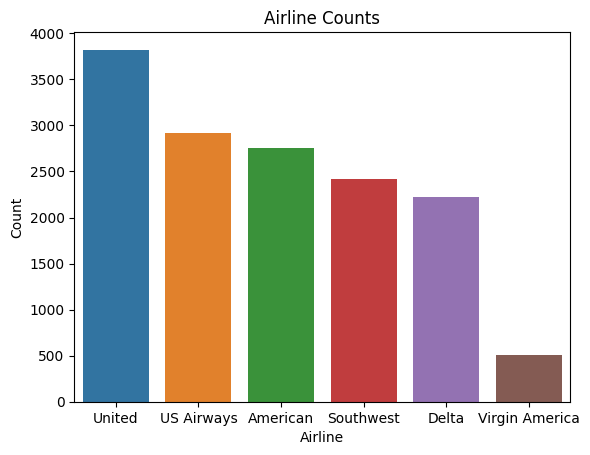 Airline Counts
4000
3500
3000
2500
2000
1500
1000
500
0
Count
United US Airways American Southwest Delta Virgin America
Airline